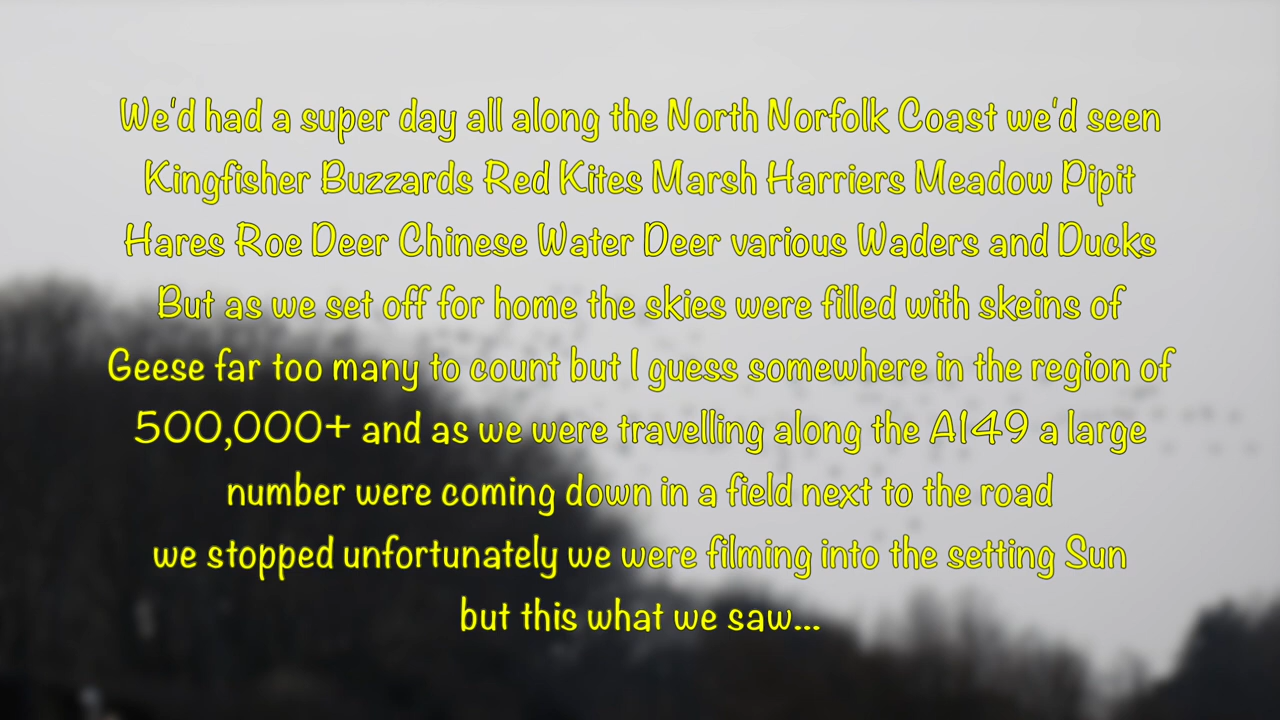 We'd had a super day all along the North Norfolk Coast we'd seen
Kingfisher Buzzards Red Kites Marsh Harriers Meadow Pipit
Hares Roe Deer Chinese Water Deer various Waders and Ducks
But as we set off for home the skies were filled with skeins of
Geese far too many to count but I guess somewhere in the region of
500,000+ and as we were travelling along the A149 a large
number were coming down in a field next to the road
we stopped unfortunately we were filming into the setting Sun
but this what we saw...